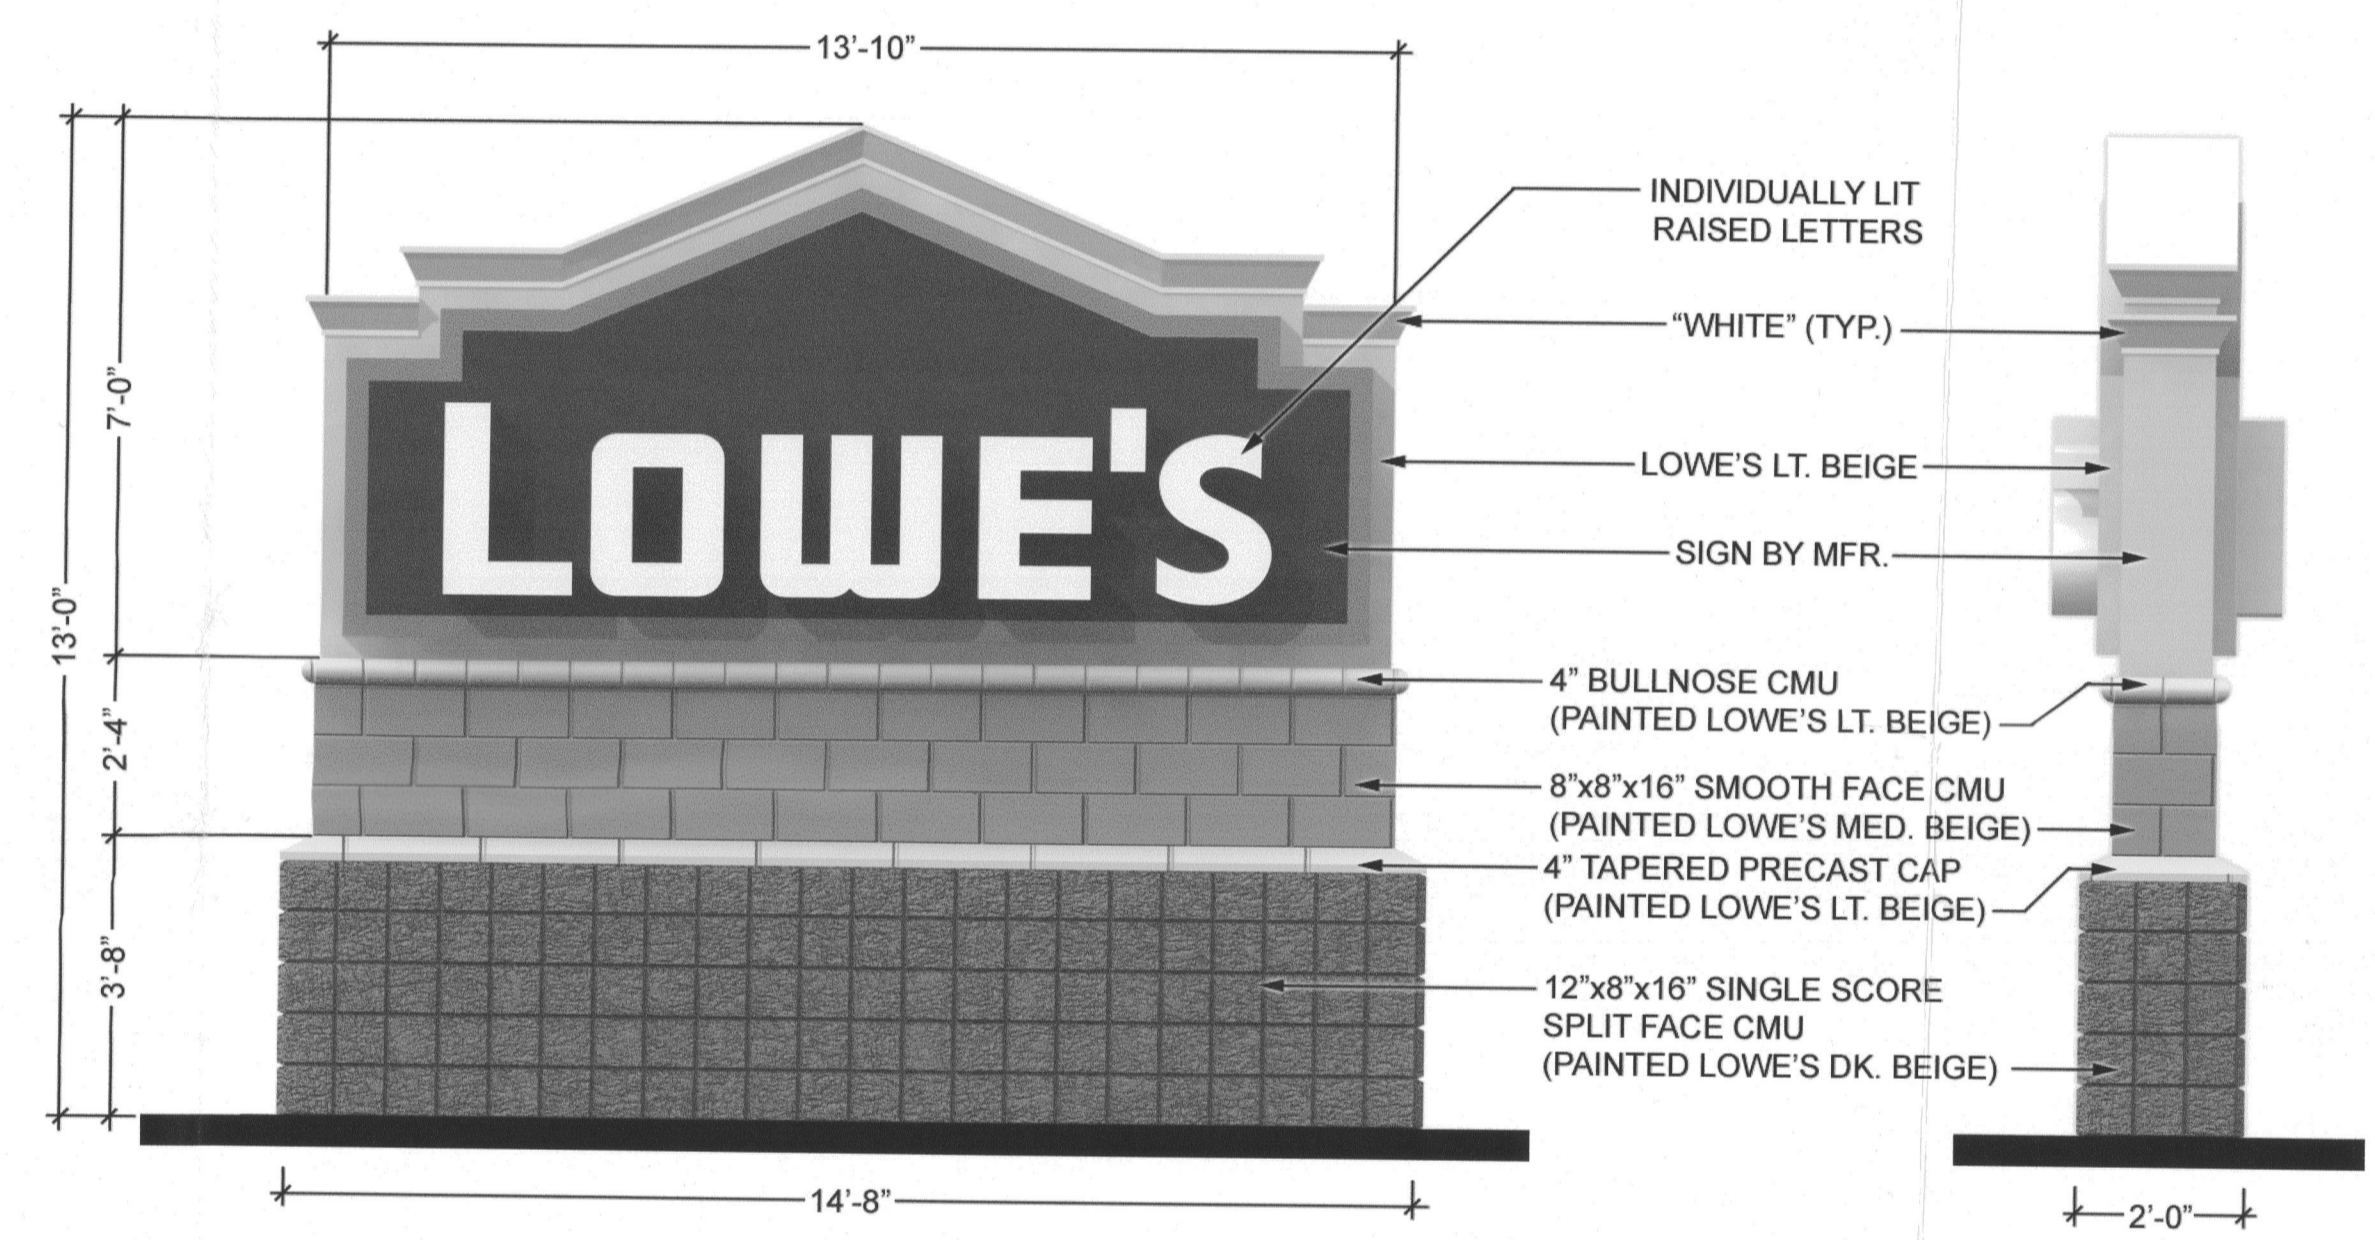 13’-10”
INDIVIDUALLY LIT
RAISED LETTERS
“WHITE” (TYP.)
7’-0”
LOWE'S
LOWE’S LT. BEIGE
SIGN BY MFR.
13’-0”
4” BULLNOSE CMU
(PAINTED LOWE’S LT. BEIGE)
2’-4”
8”x8”x16” SMOOTH FACE CMU
(PAINTED LOWE’S MED. BEIGE)
4” TAPERED PRECAST CAP
(PAINTED LOWE’S LT. BEIGE)
3’-8”
12”x8”x16” SINGLE SCORE
SPLIT FACE CMU
(PAINTED LOWE’S DK. BEIGE)
14’-8”
2’-0”